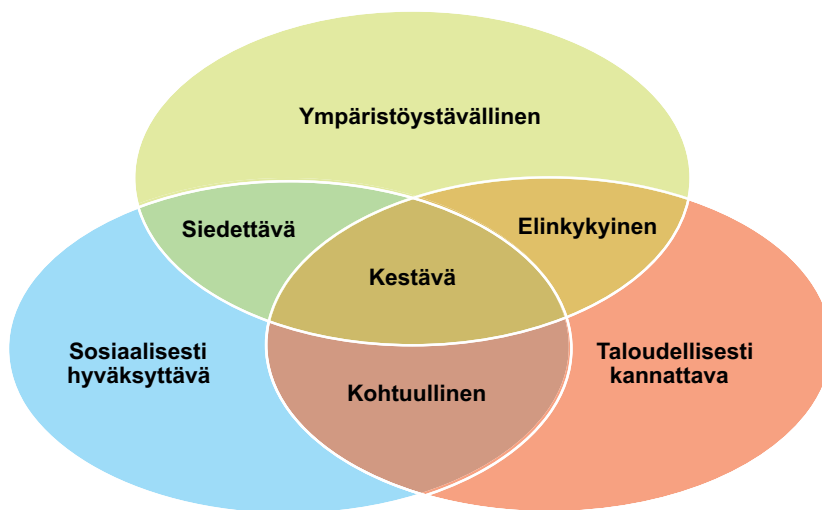 Ympäristöystävällinen
Siedettävä
Elinkykyinen
Kestävä
Sosiaalisesti
hyväksyttävä
Taloudellisesti
kannattava
Kohtuullinen